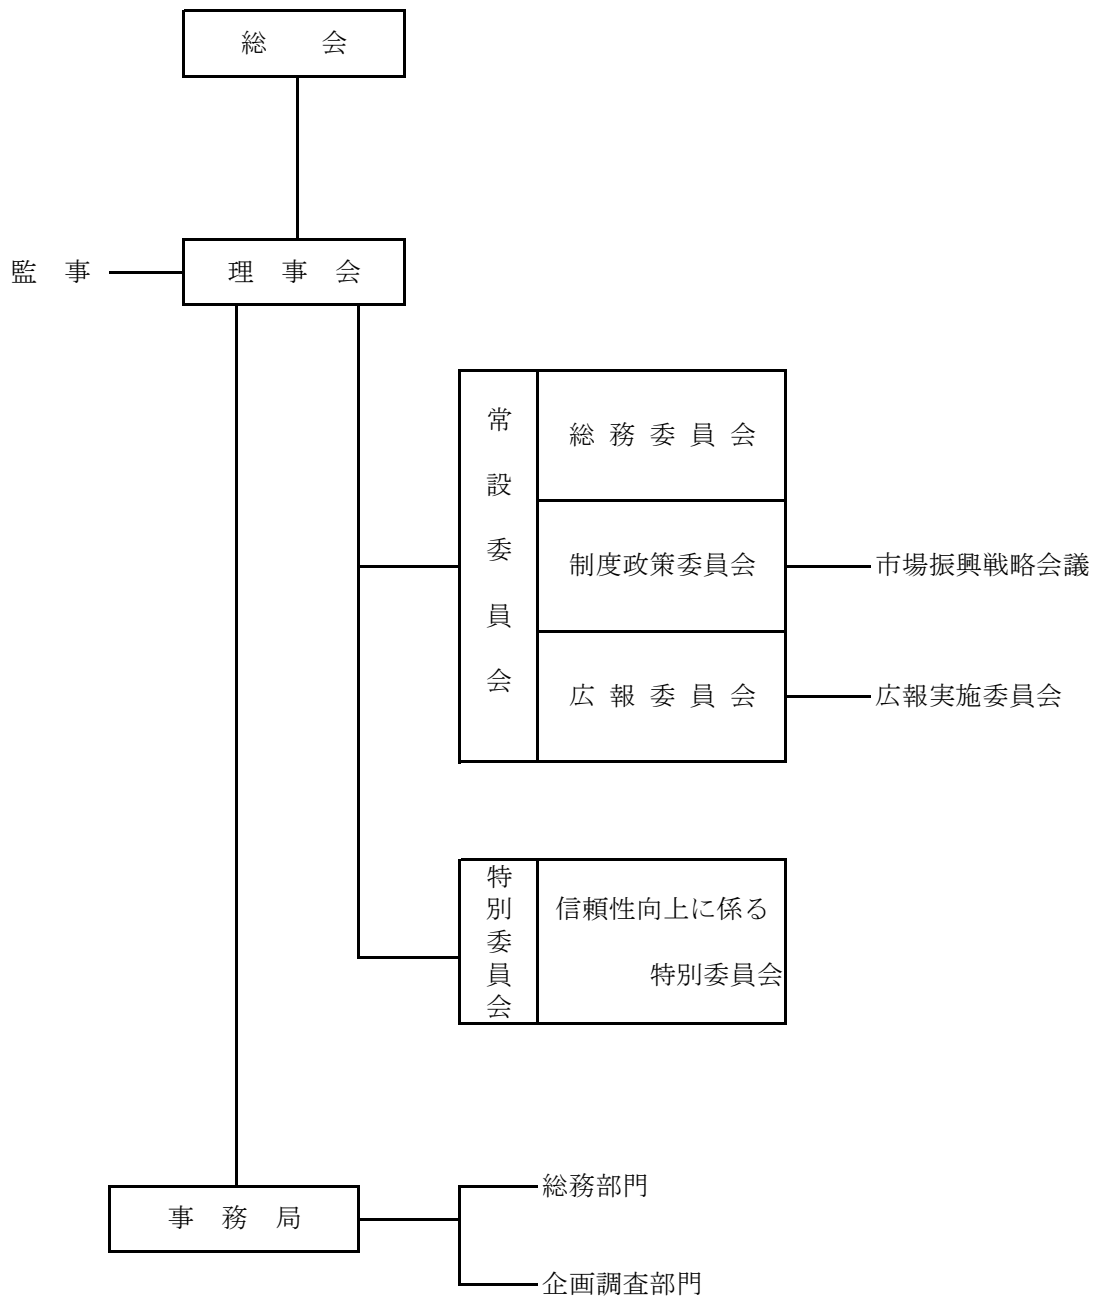 総　会
監　事
理　事　会
常設委員会
総務委員会
制度政策委員会
市場振興戦略会議
広報委員会
広報実施委員会
特別委員会
信頼性向上に係る
特別委員会
事　務　局
総務部門
企画調査部門